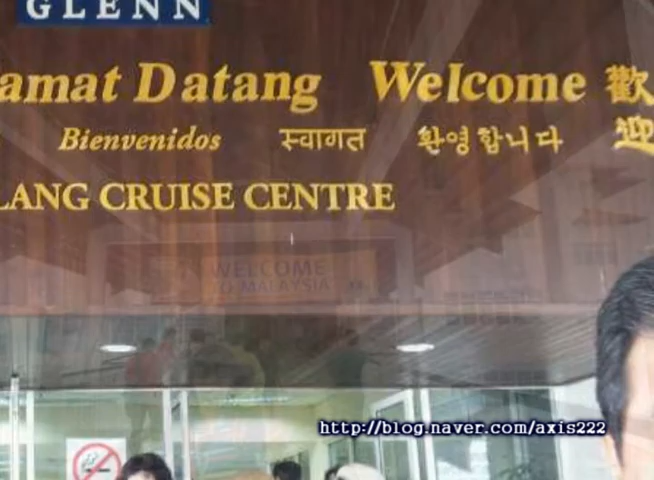 GLENN
amat Datang Welcome 歡迎
Bienvenidos स्वागत 환영합니다
LANG CRUISE CENTRE
WELCOME
TO MALAYSIA
http://blog.naver.com/axis222